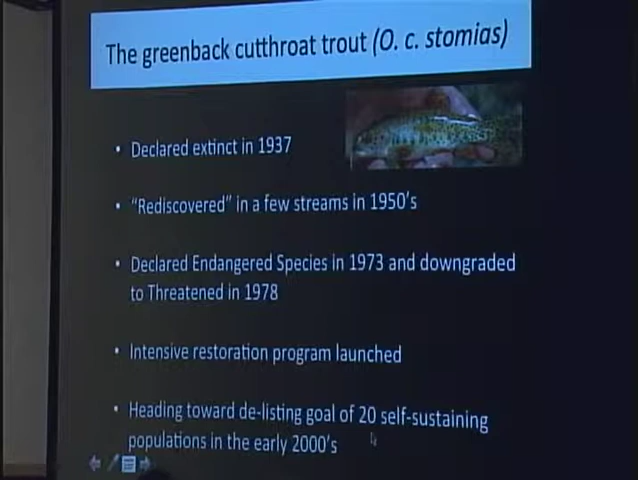 The greenback cutthroat trout (O. c. stomias)
• Declared extinct in 1937
• “Rediscovered” in a few streams in 1950’s
• Declared Endangered Species in 1973 and downgraded
to Threatened in 1978
• Intensive restoration program launched
• Heading toward de-listing goal of 20 self-sustaining
populations in the early 2000’s